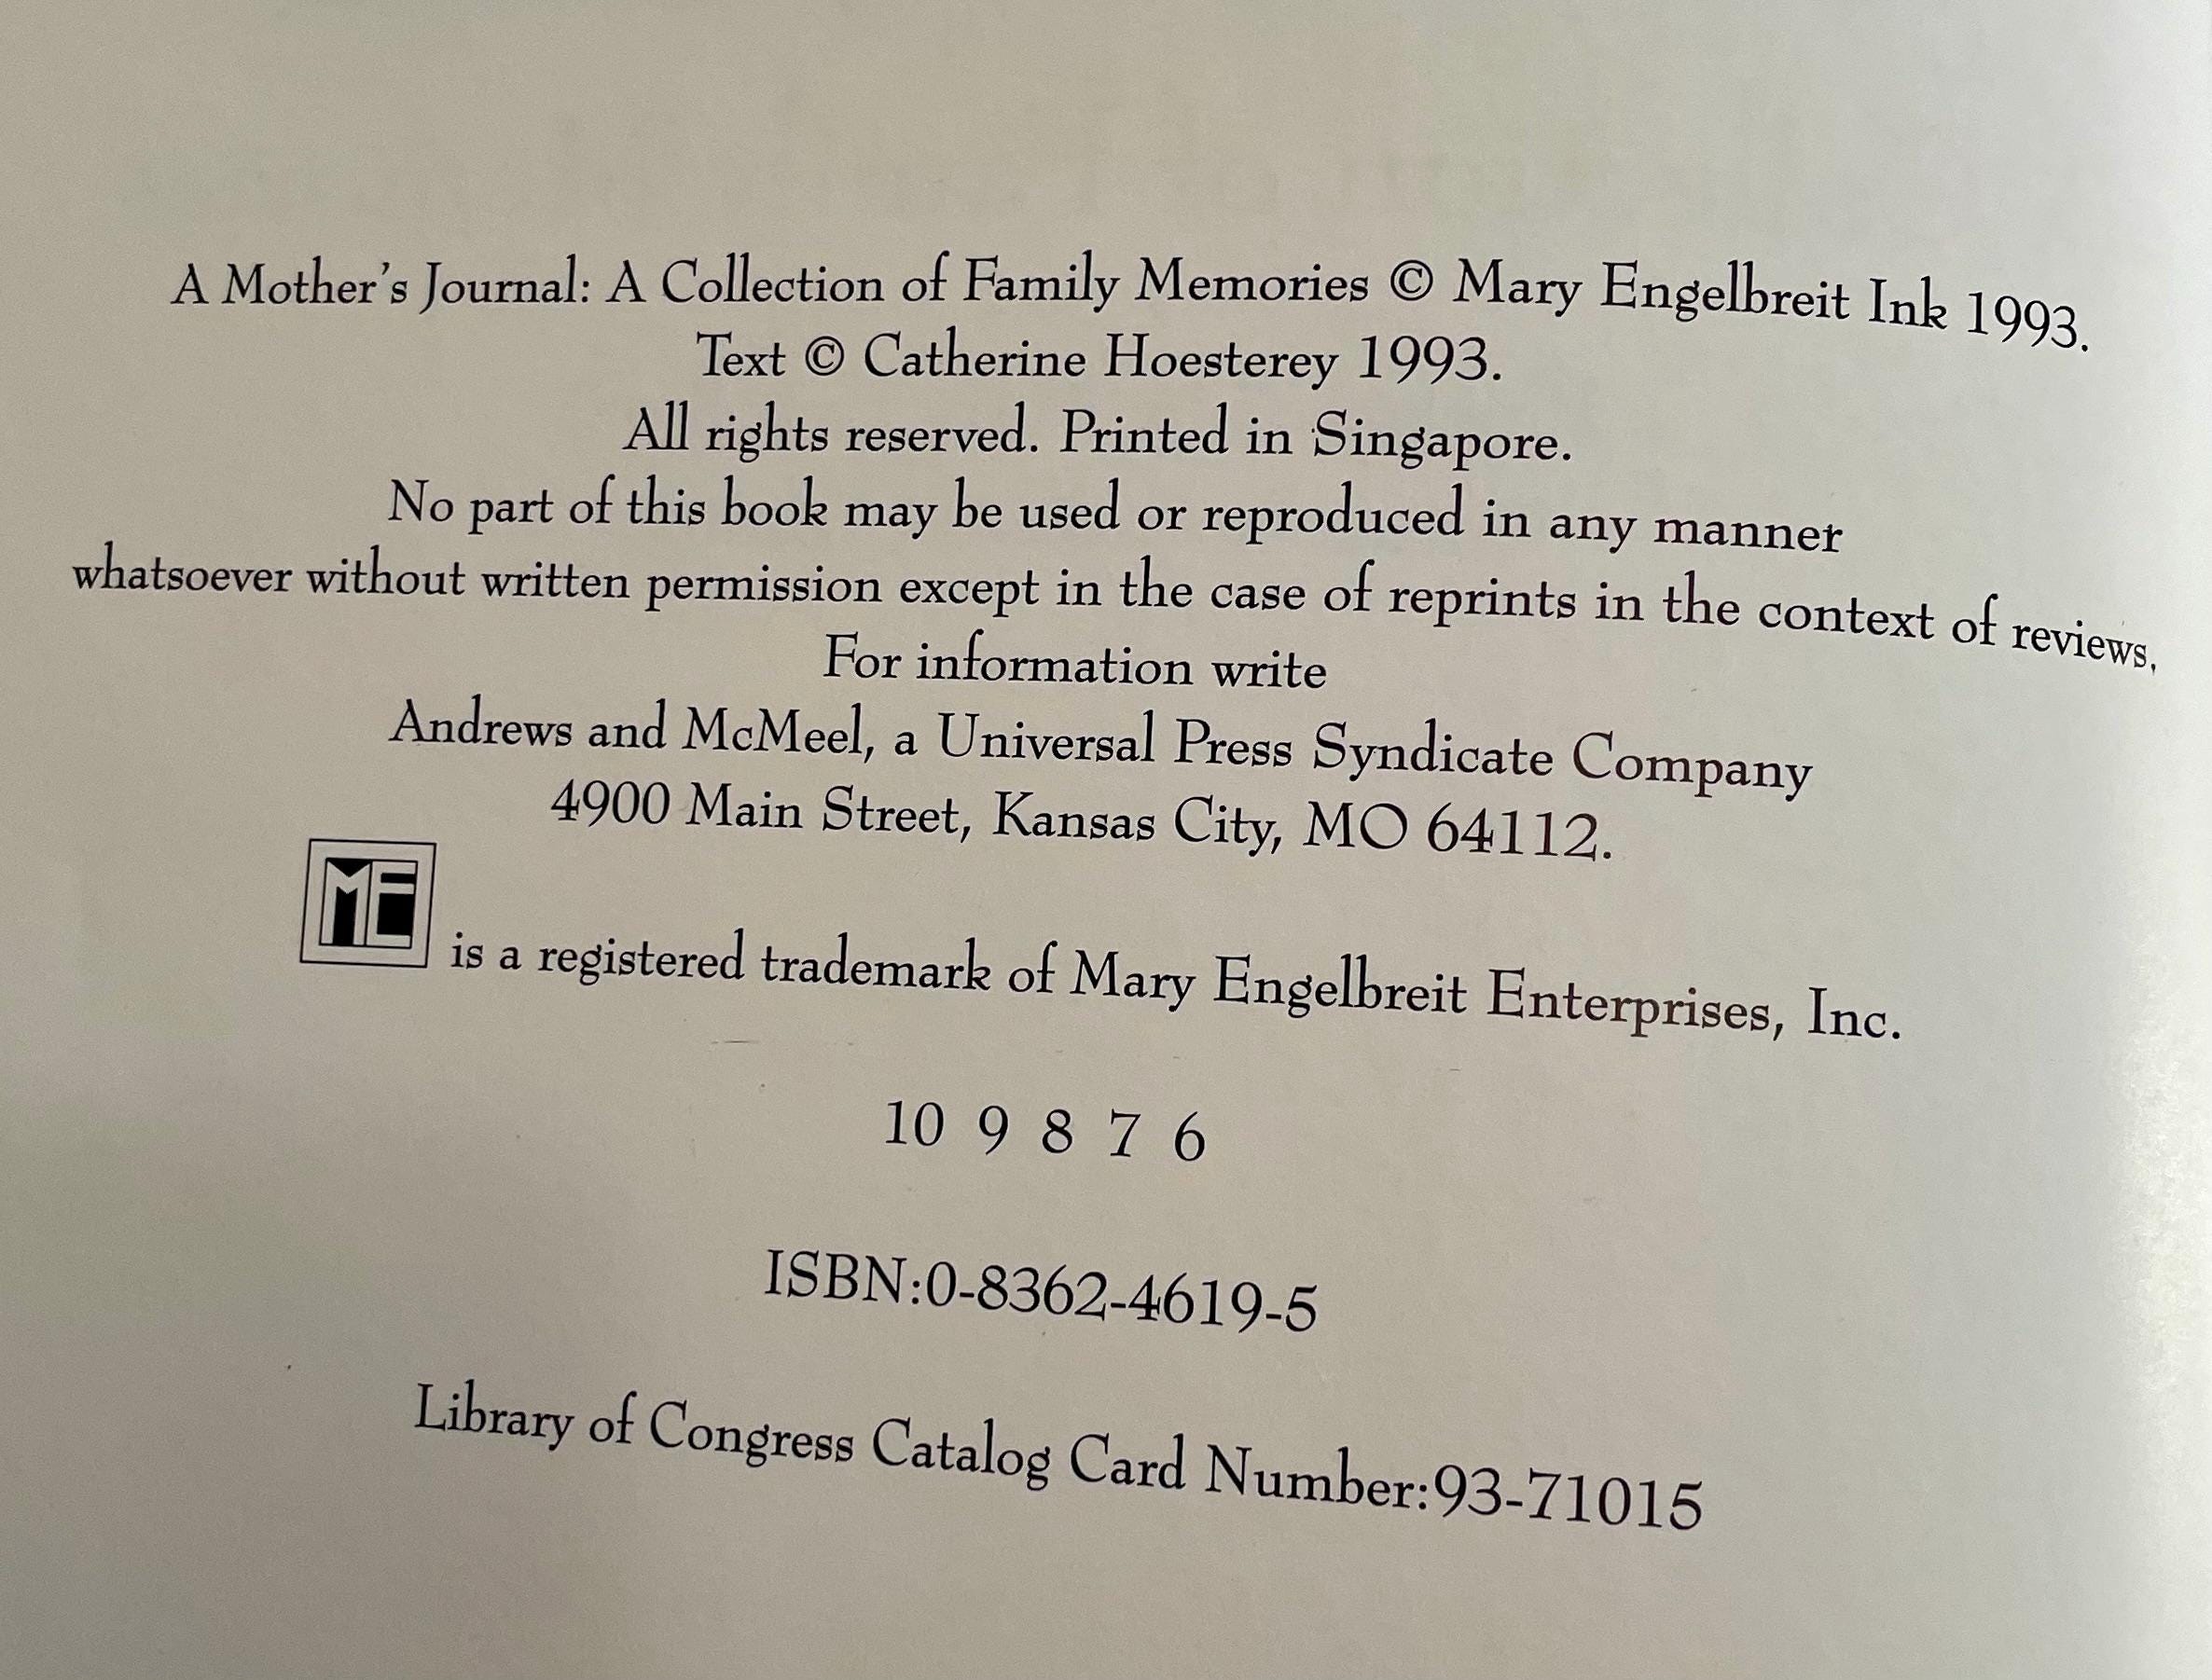 A Mother's Journal: A Collection of Family Memories © Mary Engelbreit Ink 1993.
Text © Catherine Hoesterey 1993.
All rights reserved. Printed in Singapore.
No part of this book may be used or reproduced in any manner
whatsoever without written permission except in the case of reprints in the context of reviews.
For information write
Andrews and McMeel, a Universal Press Syndicate Company
4900 Main Street, Kansas City, MO 64112.
ME is a registered trademark of Mary Engelbreit Enterprises, Inc.
10 9 8 7 6
ISBN:0-8362-4619-5
Library of Congress Catalog Card Number:93-71015